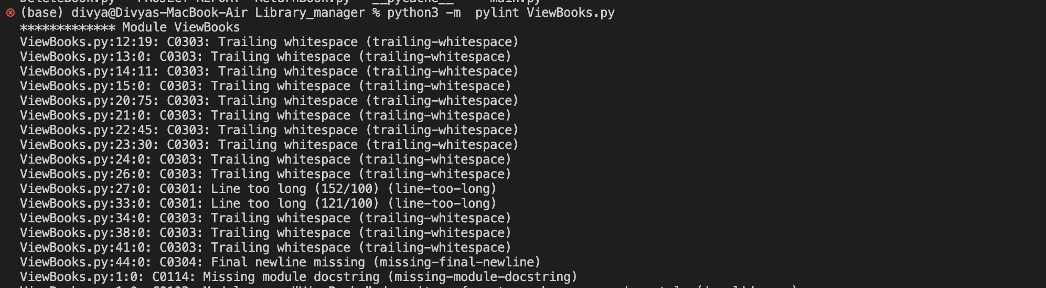 (base) divya@Divyas-MacBook-Air Library_manager % python3 -m  pylint ViewBooks.py
************* Module ViewBooks
ViewBooks.py:12:19: C0303: Trailing whitespace (trailing-whitespace)
ViewBooks.py:13:0: C0303: Trailing whitespace (trailing-whitespace)
ViewBooks.py:14:11: C0303: Trailing whitespace (trailing-whitespace)
ViewBooks.py:15:0: C0303: Trailing whitespace (trailing-whitespace)
ViewBooks.py:20:75: C0303: Trailing whitespace (trailing-whitespace)
ViewBooks.py:21:0: C0303: Trailing whitespace (trailing-whitespace)
ViewBooks.py:22:45: C0303: Trailing whitespace (trailing-whitespace)
ViewBooks.py:23:30: C0303: Trailing whitespace (trailing-whitespace)
ViewBooks.py:24:0: C0303: Trailing whitespace (trailing-whitespace)
ViewBooks.py:26:0: C0303: Trailing whitespace (trailing-whitespace)
ViewBooks.py:27:0: C0301: Line too long (152/100) (line-too-long)
ViewBooks.py:33:0: C0301: Line too long (121/100) (line-too-long)
ViewBooks.py:34:0: C0303: Trailing whitespace (trailing-whitespace)
ViewBooks.py:38:0: C0303: Trailing whitespace (trailing-whitespace)
ViewBooks.py:41:0: C0303: Trailing whitespace (trailing-whitespace)
ViewBooks.py:44:0: C0304: Final newline missing (missing-final-newline)
ViewBooks.py:1:0: C0114: Missing module docstring (missing-module-docstring)